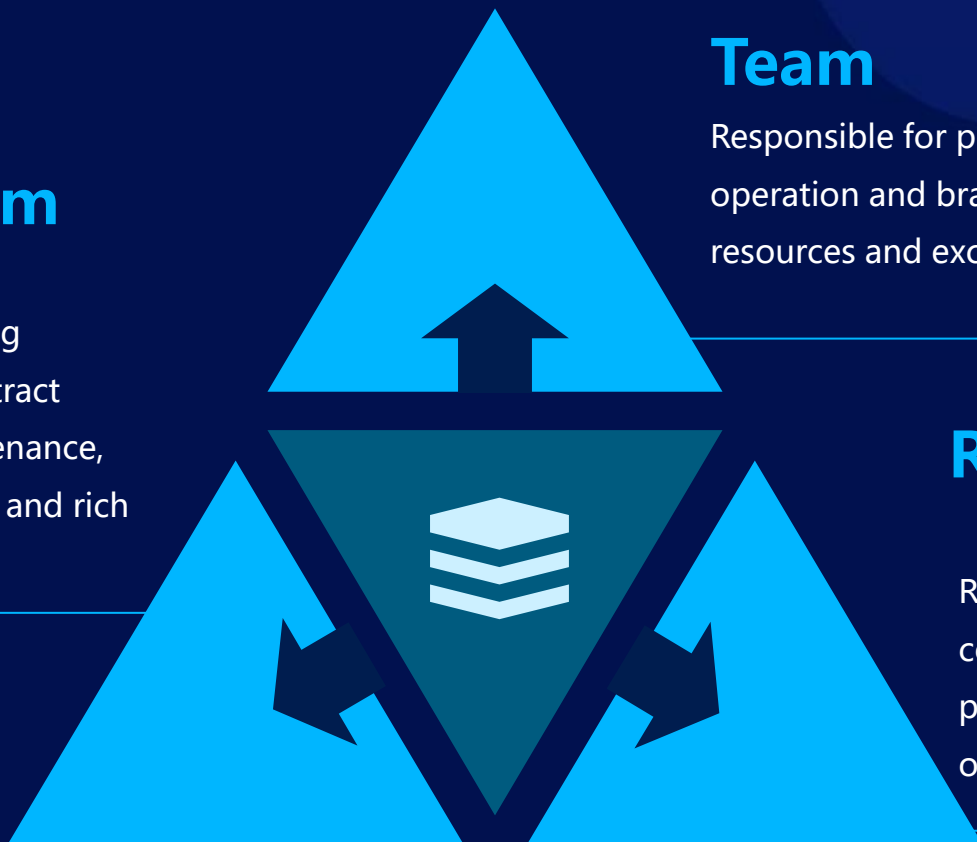 Team
Responsible for p
operation and bra
resources and exc
m
g
tract
enance,
and rich
R
R
c
p
o